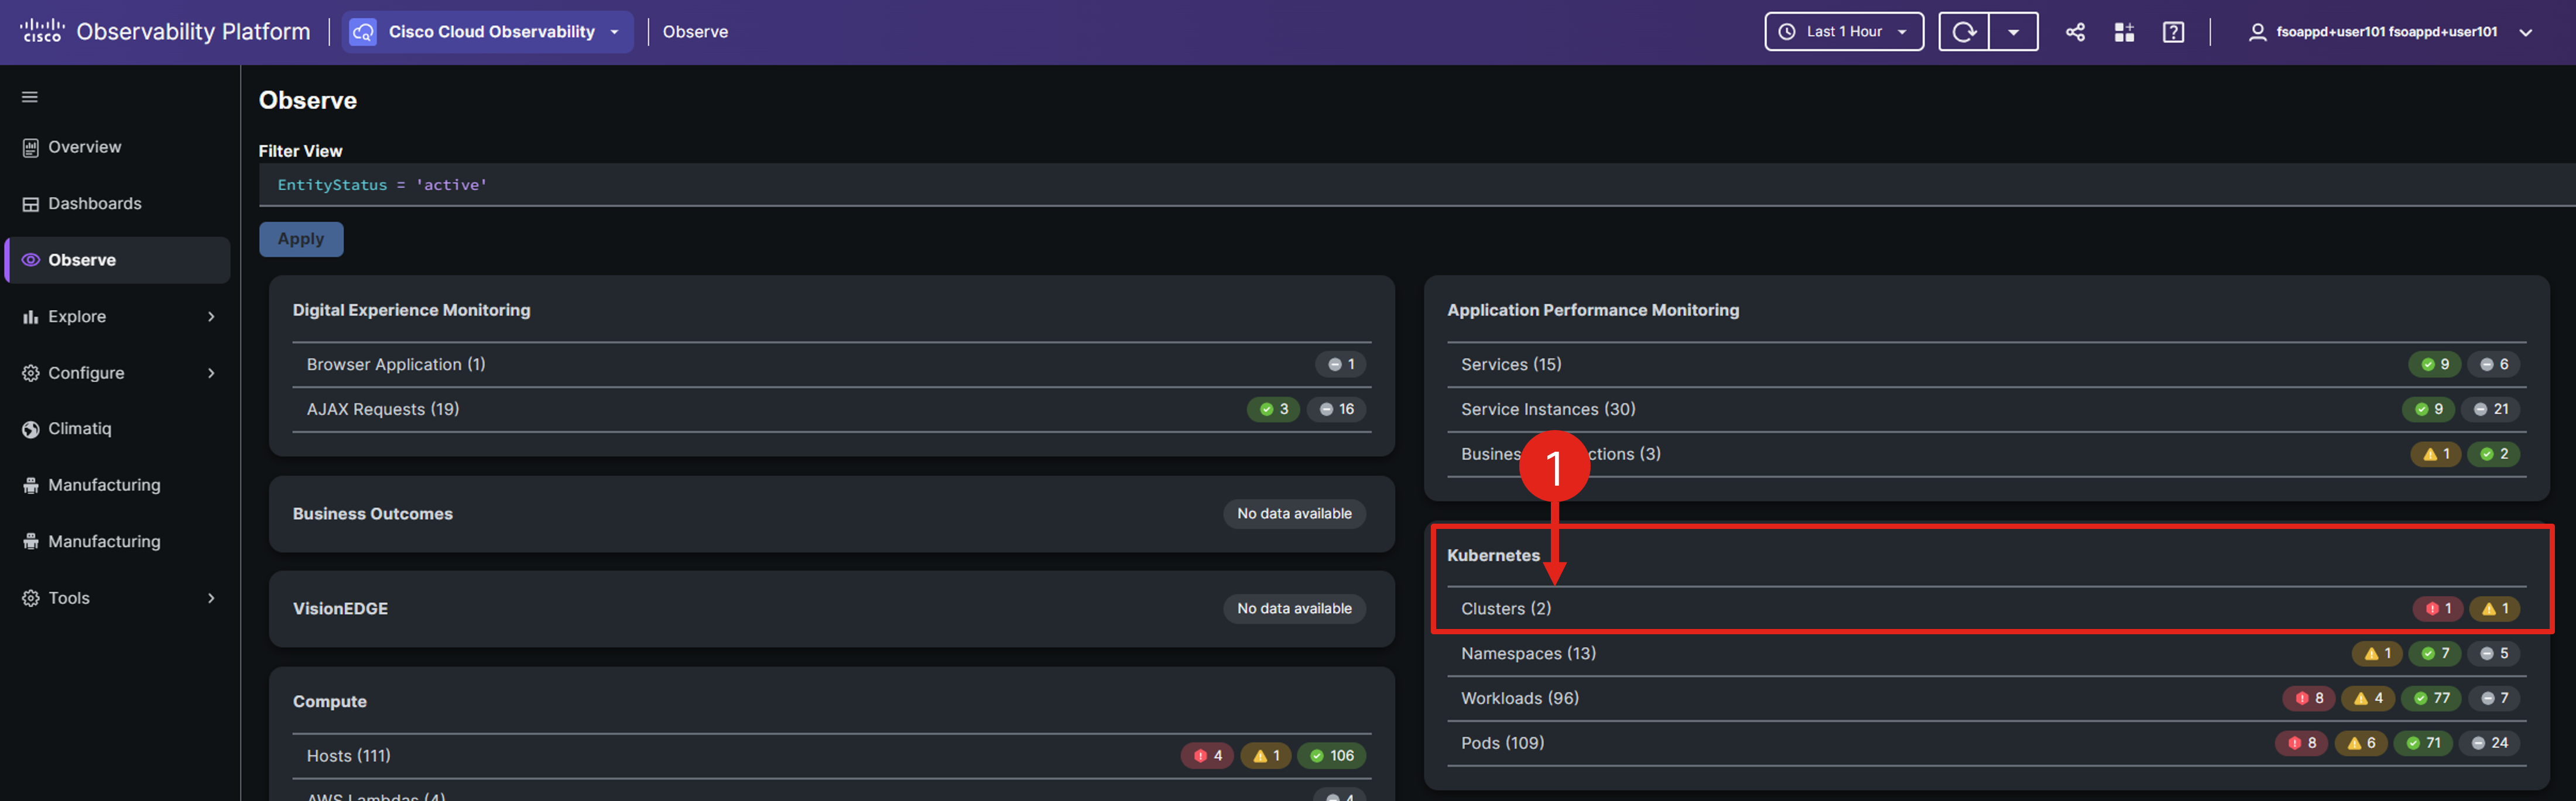 cisco Observability Platform Cisco Cloud Observability Observe Last 1 Hour ? fsoappd+user101 fsoappd+user101
Overview
Dashboards
Observe
Explore
Configure
Climatiq
Manufacturing
Manufacturing
Tools
Observe
Filter View
EntityStatus = 'active'
Apply
Digital Experience Monitoring
Browser Application (1) 1
AJAX Requests (19) 3 16
Business Outcomes No data available
VisionEDGE No data available
Compute
Hosts (111) 4 1 106
AWS Lambdas (4) 4
Application Performance Monitoring
Services (15) 9 6
Service Instances (30) 9 21
Busines ctions (3) 1 2
1
Kubernetes
Clusters (2) 1 1
Namespaces (13) 1 7 5
Workloads (96) 8 4 77 7
Pods (109) 8 6 71 24